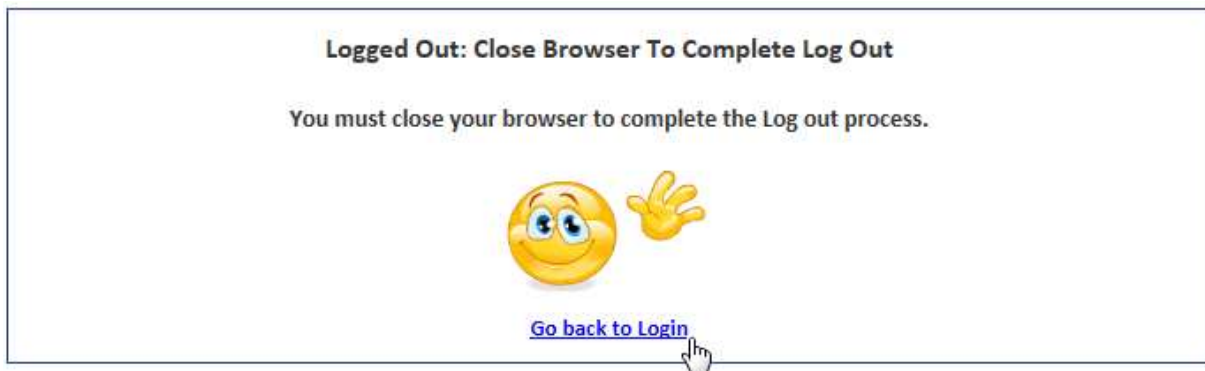 Logged Out: Close Browser To Complete Log Out
You must close your browser to complete the Log out process.
Go back to Login